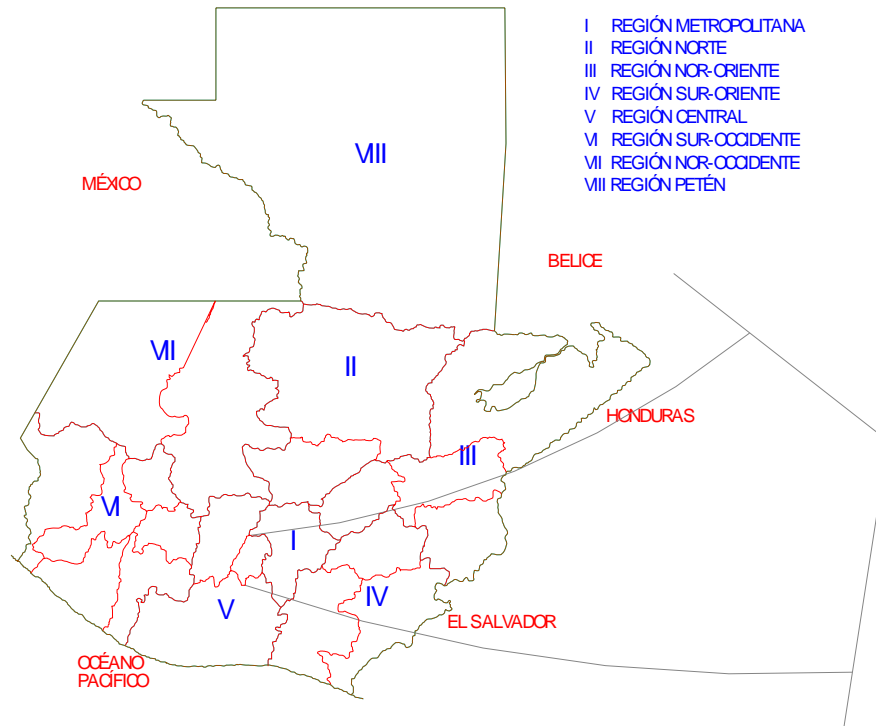 I REGIÓN METROPOLITANA
II REGIÓN NORTE
III REGIÓN NOR-ORIENTE
IV REGIÓN SUR-ORIENTE
V REGIÓN CENTRAL
VI REGIÓN SUR-OCCIDENTE
VII REGIÓN NOR-OCCIDENTE
VIII REGIÓN PETÉN
VIII
MÉXICO
BELICE
VII
II
HONDURAS
III
VI
I
IV
V
EL SALVADOR
OCÉANO
PACÍFICO